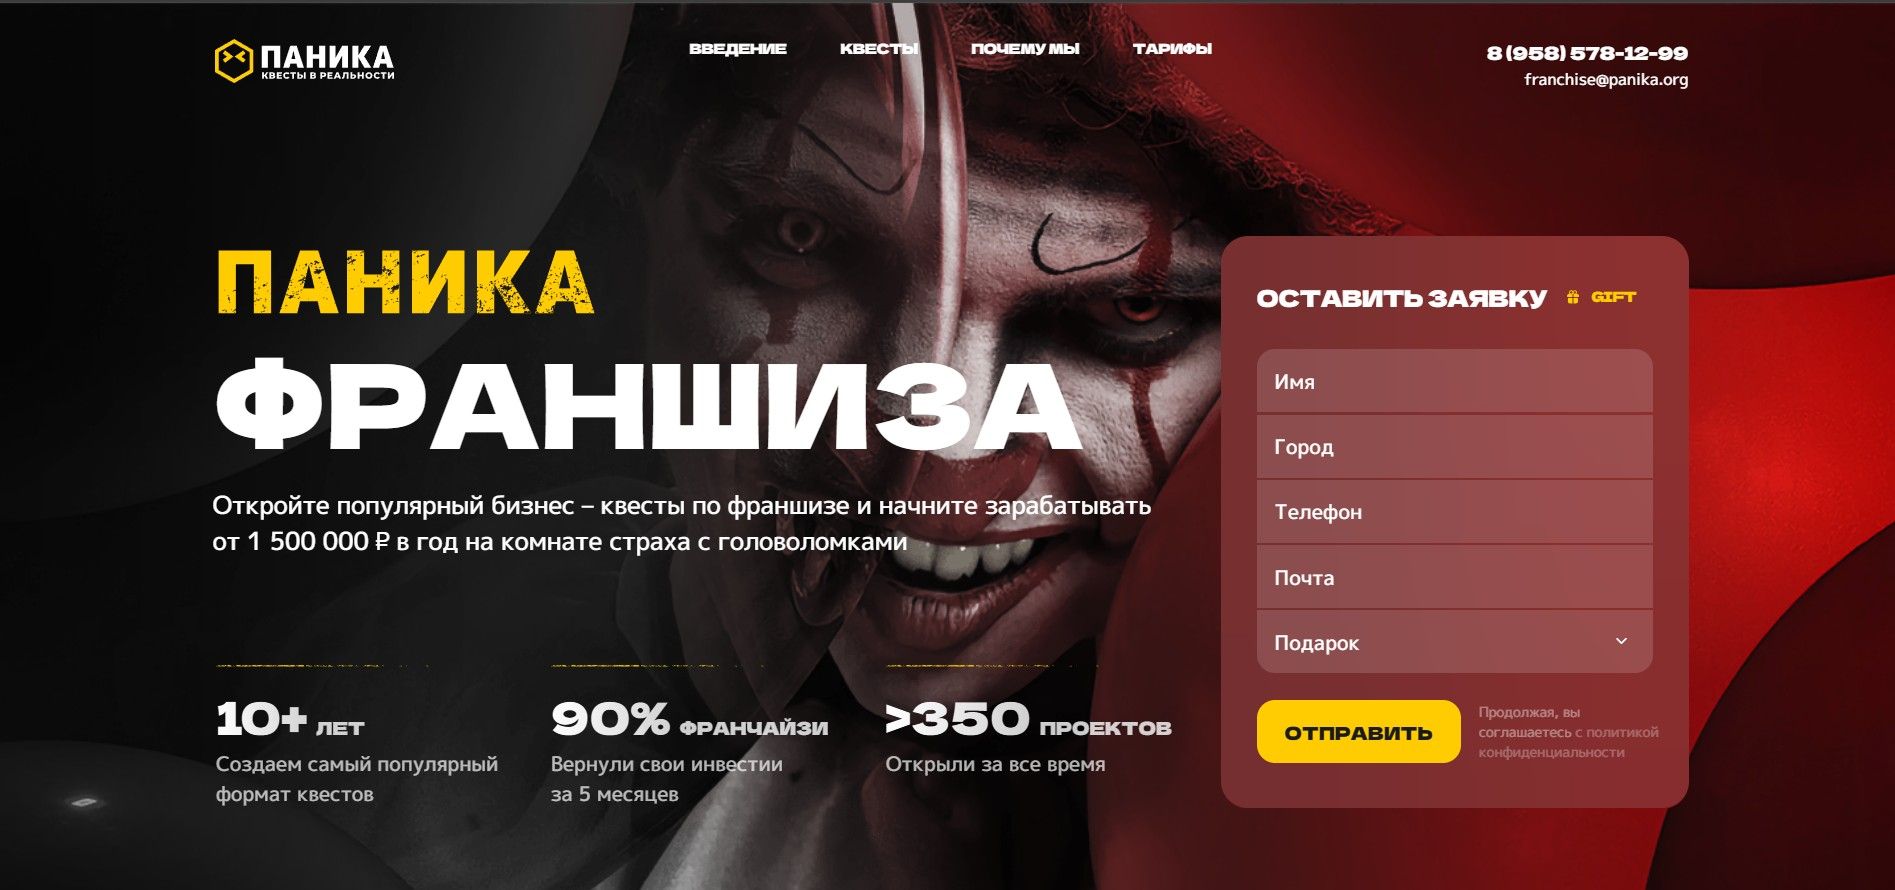 ПАНИКА
КВЕСТЫ В РЕАЛЬНОСТИ
ВВЕДЕНИЕ
КВЕСТЫ
ПОЧЕМУ МЫ
ТАРИФЫ
8 (958) 578-12-99
franchise@panika.org
ПАНИКА
ФРАНШИЗА
Откройте популярный бизнес – квесты по франшизе и начните зарабатывать
от 1 500 000 ₽ в год на комнате страха с головоломками
10+ ЛЕТ
Создаем самый популярный
формат квестов
90% ФРАНЧАЙЗИ
Вернули свои инвестии
за 5 месяцев
>350 ПРОЕКТОВ
Открыли за все время
ОСТАВИТЬ ЗАЯВКУ
GIFT
Имя
Город
Телефон
Почта
Подарок
ОТПРАВИТЬ
Продолжая, вы
соглашаетесь с политикой
конфиденциальности